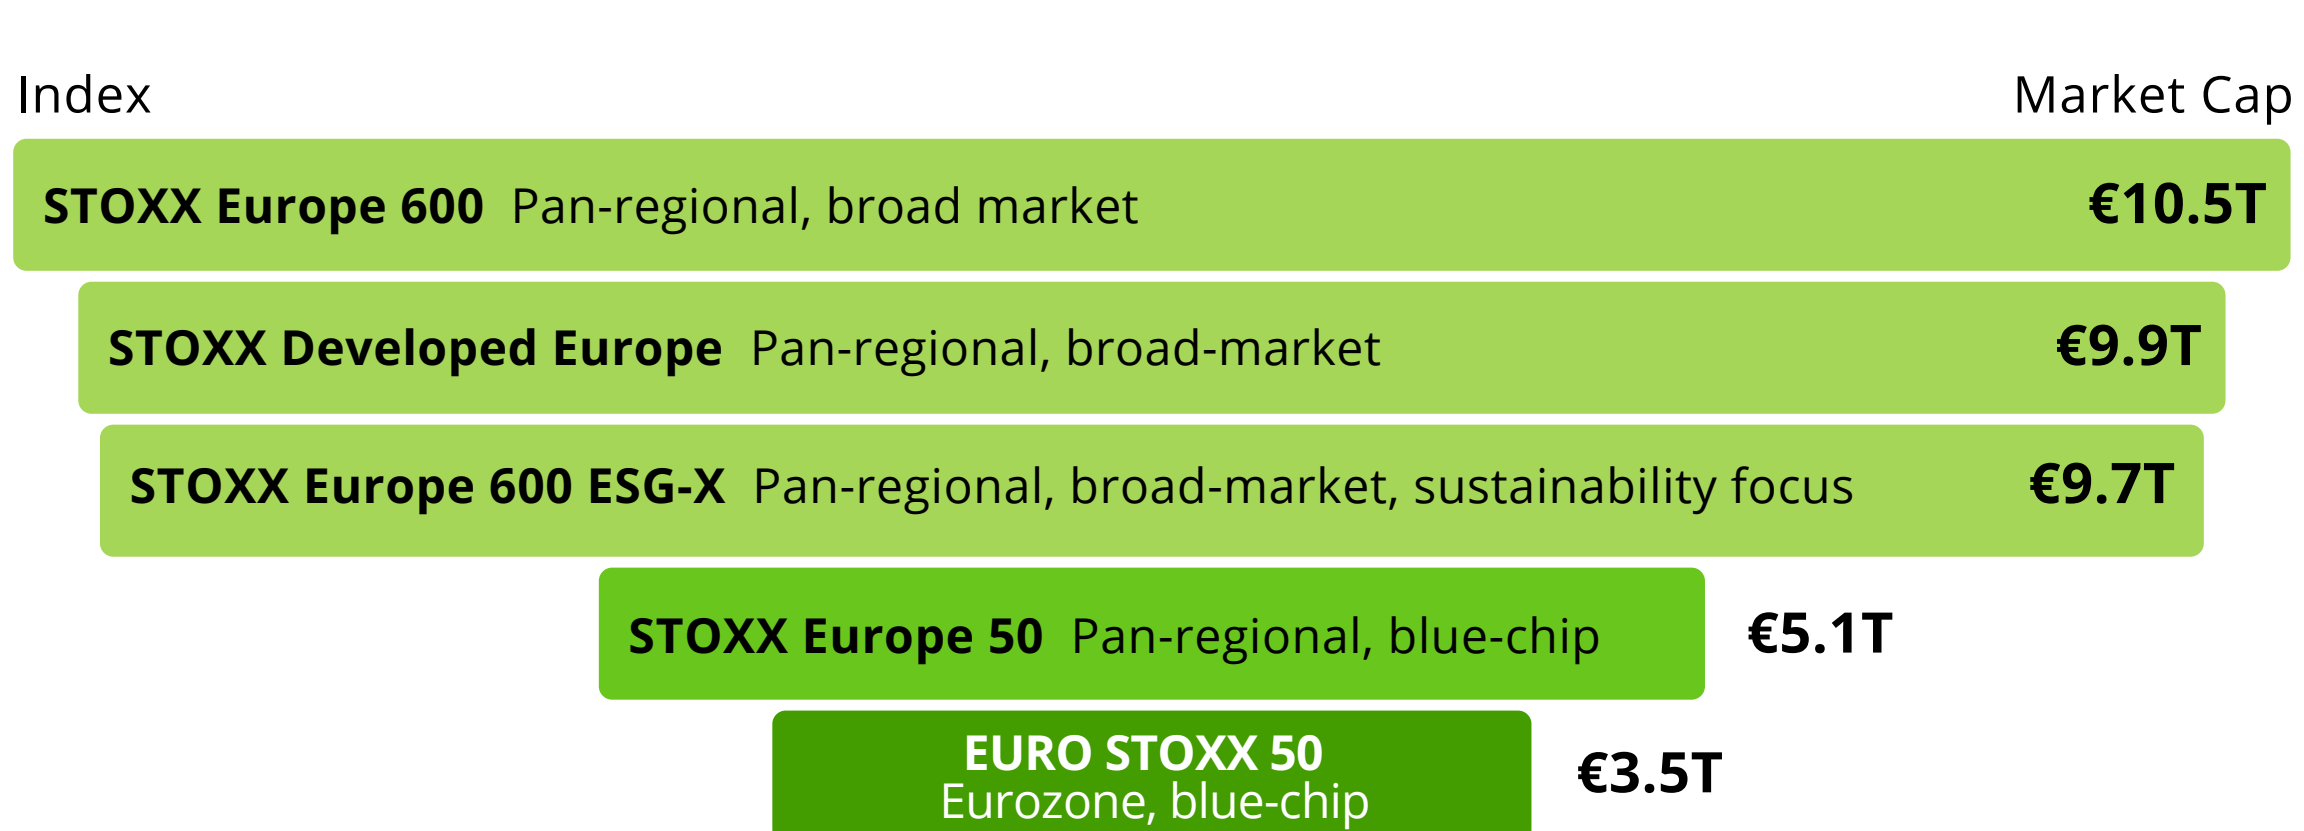 Index Market Cap
STOXX Europe 600 Pan-regional, broad market €10.5T
STOXX Developed Europe Pan-regional, broad-market €9.9T
STOXX Europe 600 ESG-X Pan-regional, broad-market, sustainability focus €9.7T
STOXX Europe 50 Pan-regional, blue-chip €5.1T
EURO STOXX 50
Eurozone, blue-chip
€3.5T